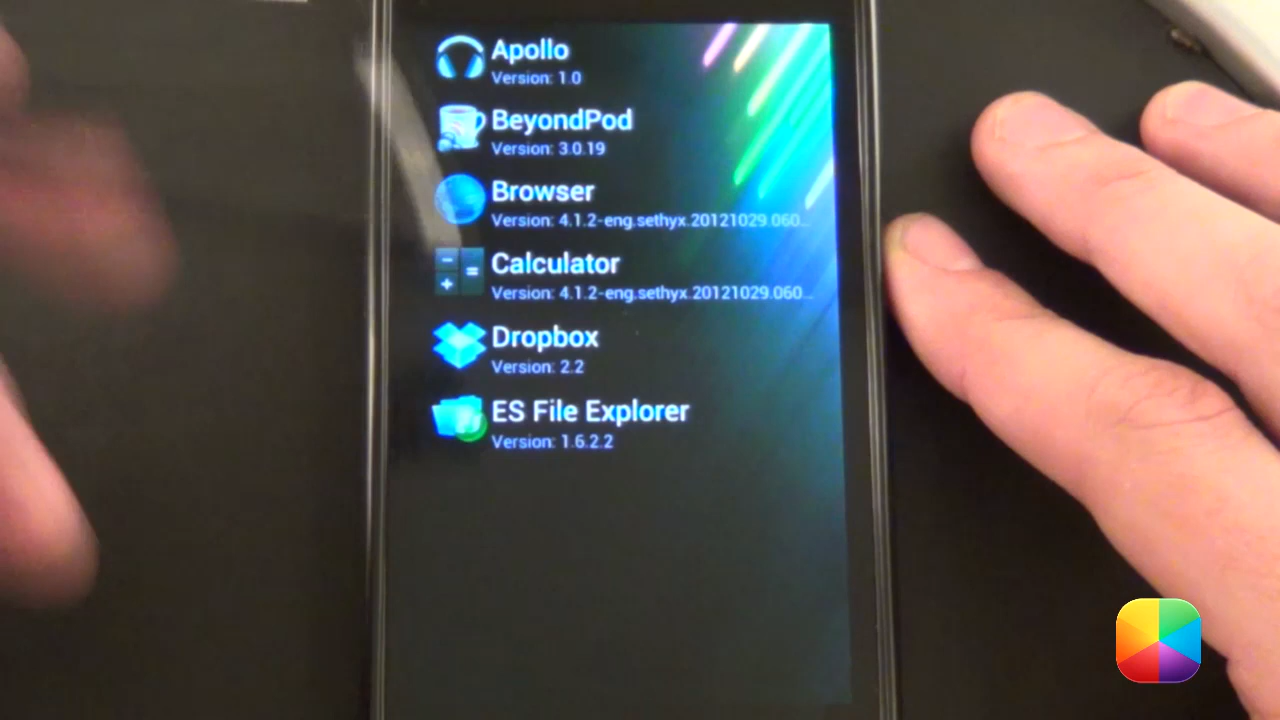 Apollo
Version: 1.0
BeyondPod
Version: 3.0.19
Browser
Version: 4.1.2-eng.sethyx.20121029.060...
Calculator
Version: 4.1.2-eng.sethyx.20121029.060...
Dropbox
Version: 2.2
ES File Explorer
Version: 1.6.2.2